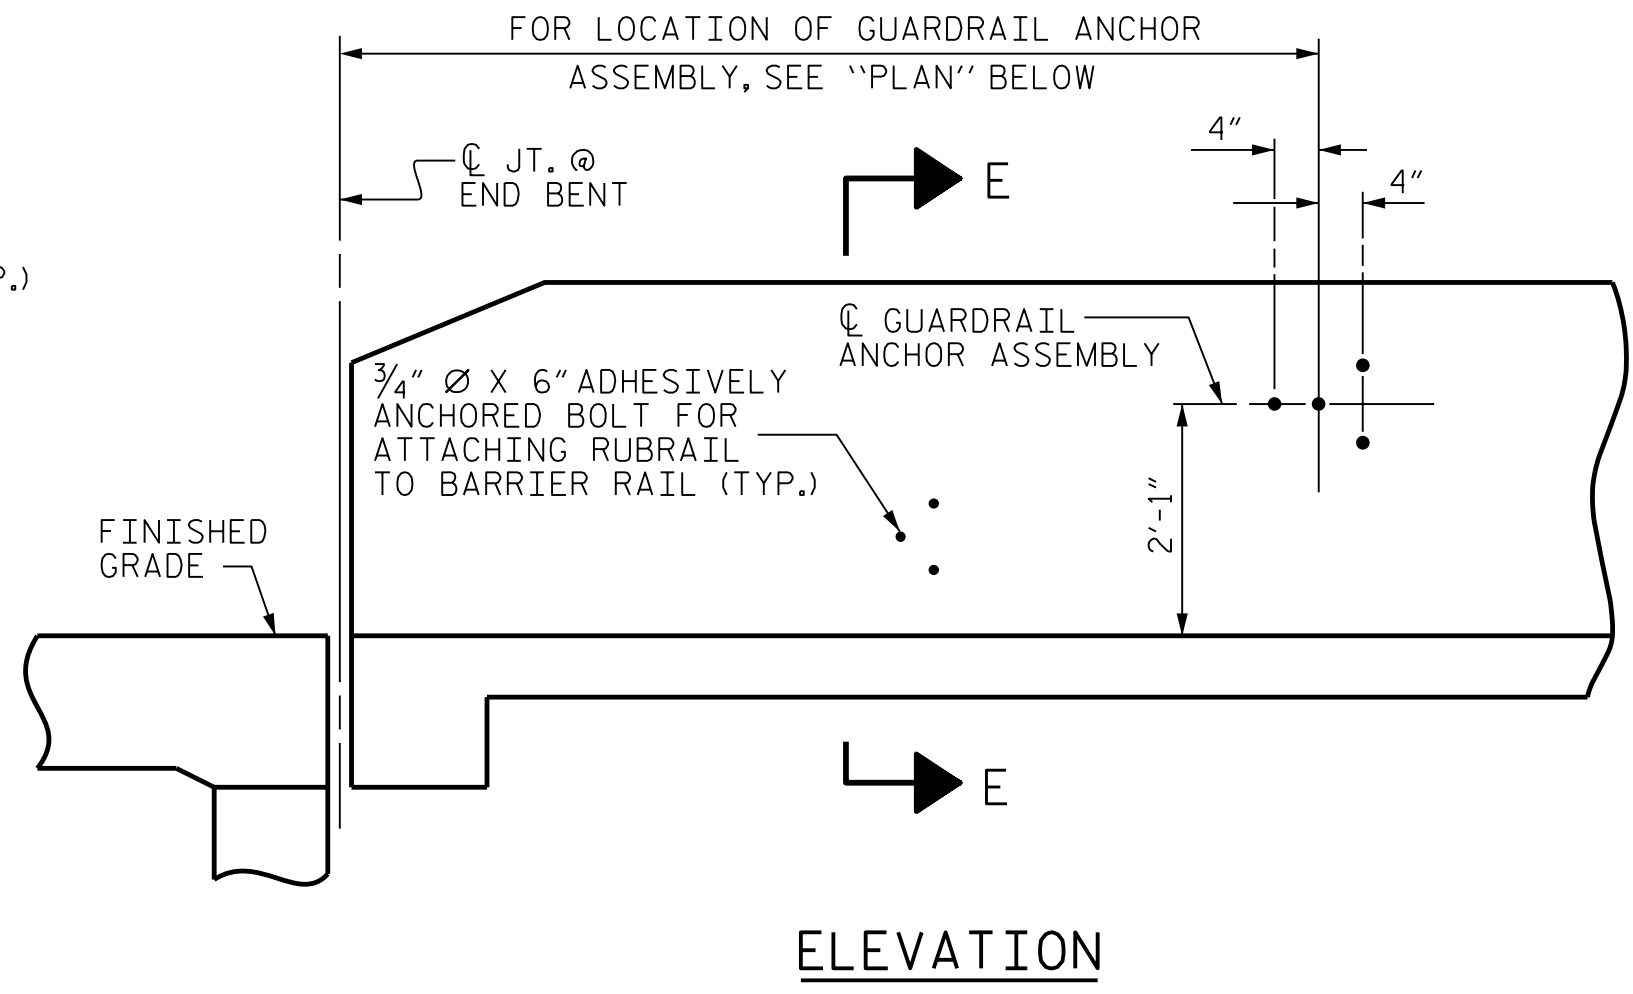 FOR LOCATION OF GUARDRAIL ANCHOR
ASSEMBLY, SEE "PLAN" BELOW
4"
4"
℄ JT. @
END BENT
E
P.)
℄ GUARDRAIL
ANCHOR ASSEMBLY
3/4" Ø X 6" ADHESIVELY
ANCHORED BOLT FOR
ATTACHING RUBRAIL
TO BARRIER RAIL (TYP.)
2'-1"
FINISHED
GRADE
E
ELEVATION